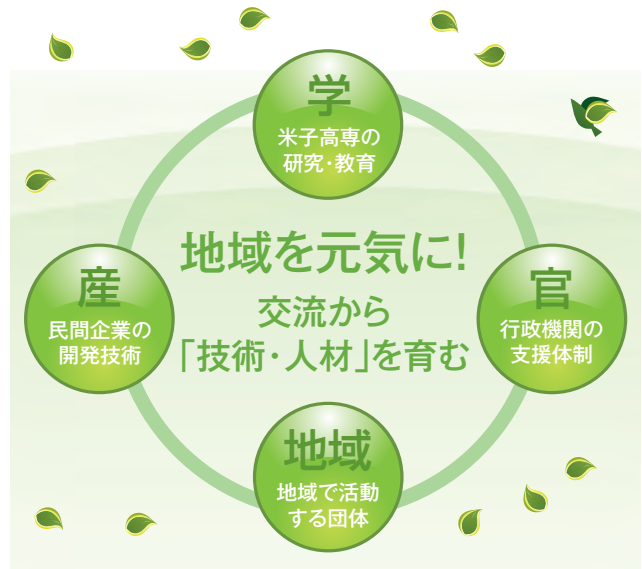 学
米子高専の
研究・教育
地域を元気に!
交流から
「技術・人材」を育む
産
民間企業の
開発技術
官
行政機関の
支援体制
地域
地域で活動
する団体